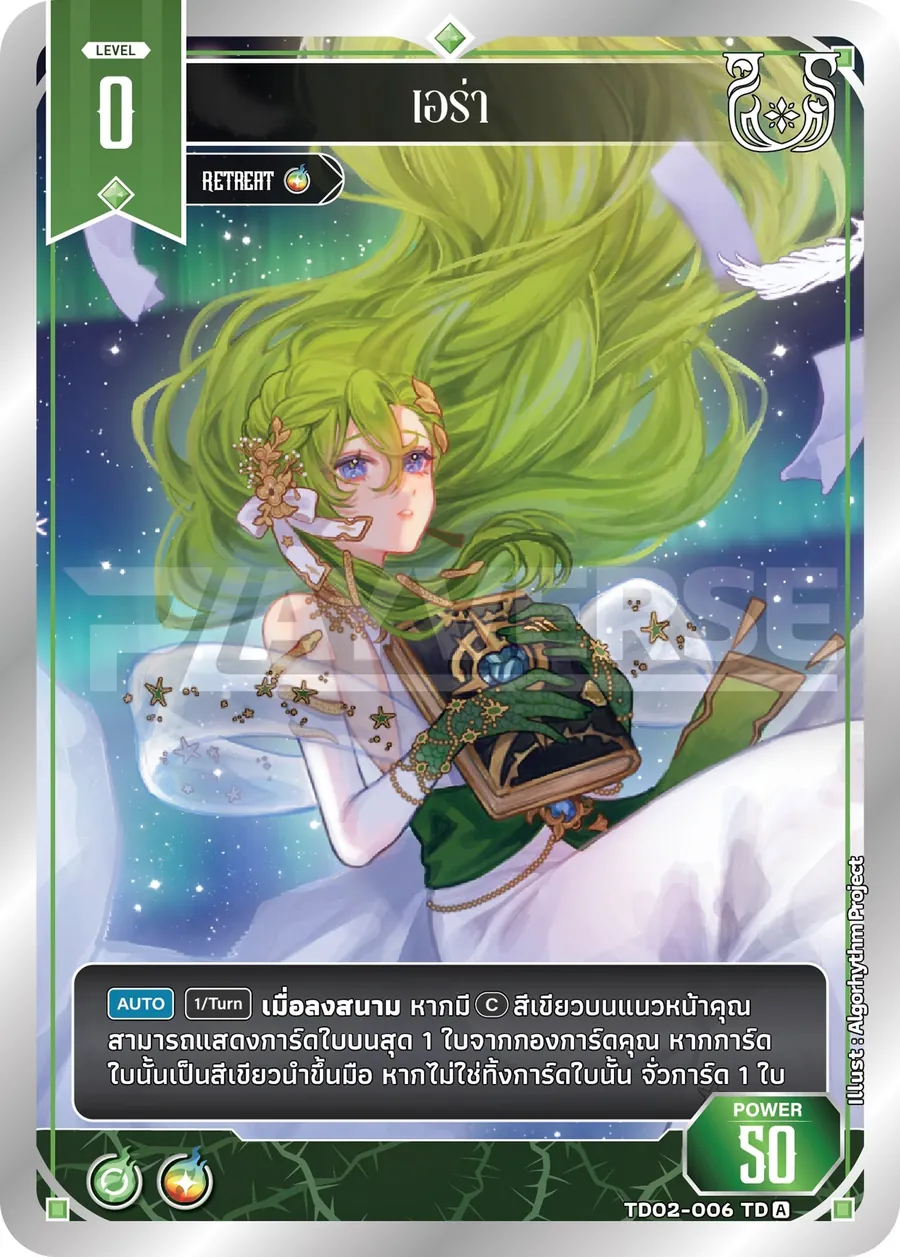 LEVEL
0
เอร่า
RETREAT
PLAYVERSE
AUTO 1/Turn เมื่อลงสนาม หากมี C สีเขียวบนแนวหน้าคุณ
สามารถแสดงการ์ดใบบนสุด 1 ใบจากกองการ์ดคุณ หากการ์ด
ใบนั้นเป็นสีเขียวนำขึ้นมือ หากไม่ใช่ทิ้งการ์ดใบนั้น จั่วการ์ด 1 ใบ
Illust : Algorhythm Project
POWER
50
TD02-006 TD A